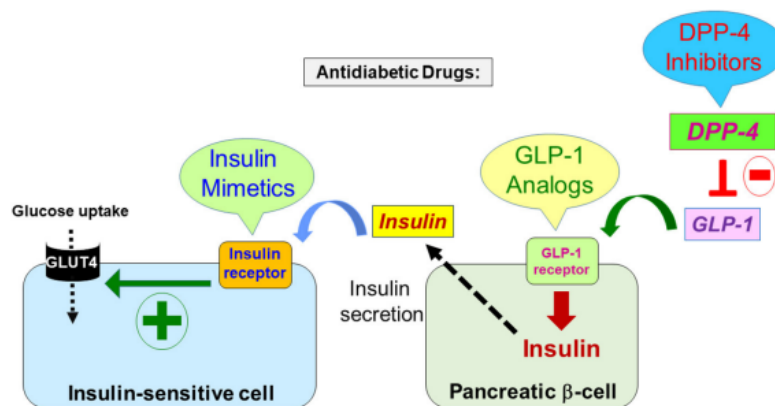 DPP-4
Inhibitors
Antidiabetic Drugs:
DPP-4
Insulin
Mimetics
GLP-1
Analogs
Glucose uptake
Insulin
GLP-1
GLUT4
Insulin
receptor
GLP-1
receptor
Insulin
secretion
Insulin
Insulin-sensitive cell
Pancreatic β-cell